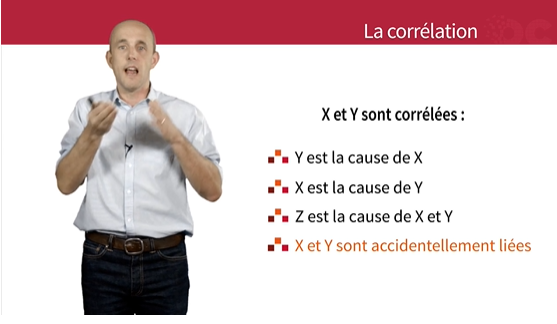 La corrélation
X et Y sont corrélées :
Y est la cause de X
X est la cause de Y
Z est la cause de X et Y
X et Y sont accidentellement liées